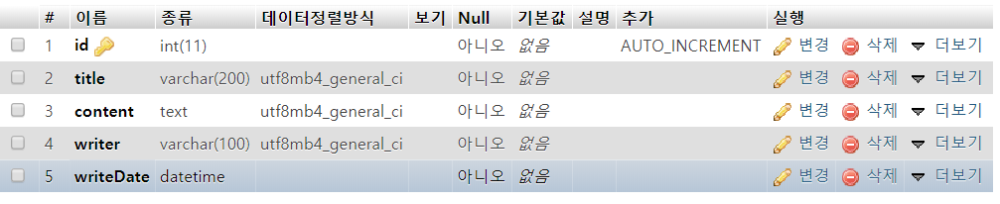 # 이름 종류 데이터정렬방식 보기 Null 기본값 설명 추가 실행
1 id int(11) 아니오 없음 AUTO_INCREMENT 변경 삭제 더보기
2 title varchar(200) utf8mb4_general_ci 아니오 없음 변경 삭제 더보기
3 content text utf8mb4_general_ci 아니오 없음 변경 삭제 더보기
4 writer varchar(100) utf8mb4_general_ci 아니오 없음 변경 삭제 더보기
5 writeDate datetime 아니오 없음 변경 삭제 더보기